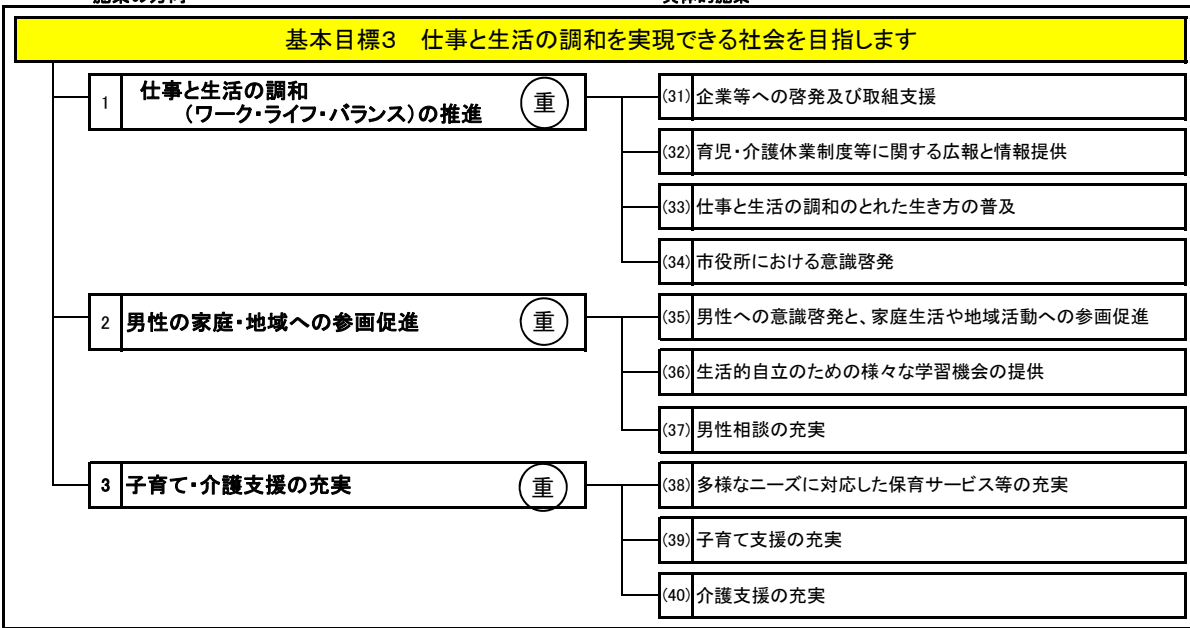 施策の方向 具体的施策
基本目標3 仕事と生活の調和を実現できる社会を目指します
1 仕事と生活の調和
(ワーク・ライフ・バランス)の推進 重
(31) 企業等への啓発及び取組支援
(32) 育児・介護休業制度等に関する広報と情報提供
(33) 仕事と生活の調和のとれた生き方の普及
(34) 市役所における意識啓発
2 男性の家庭・地域への参画促進 重
(35) 男性への意識啓発と、家庭生活や地域活動への参画促進
(36) 生活的自立のための様々な学習機会の提供
(37) 男性相談の充実
3 子育て・介護支援の充実 重
(38) 多様なニーズに対応した保育サービス等の充実
(39) 子育て支援の充実
(40) 介護支援の充実